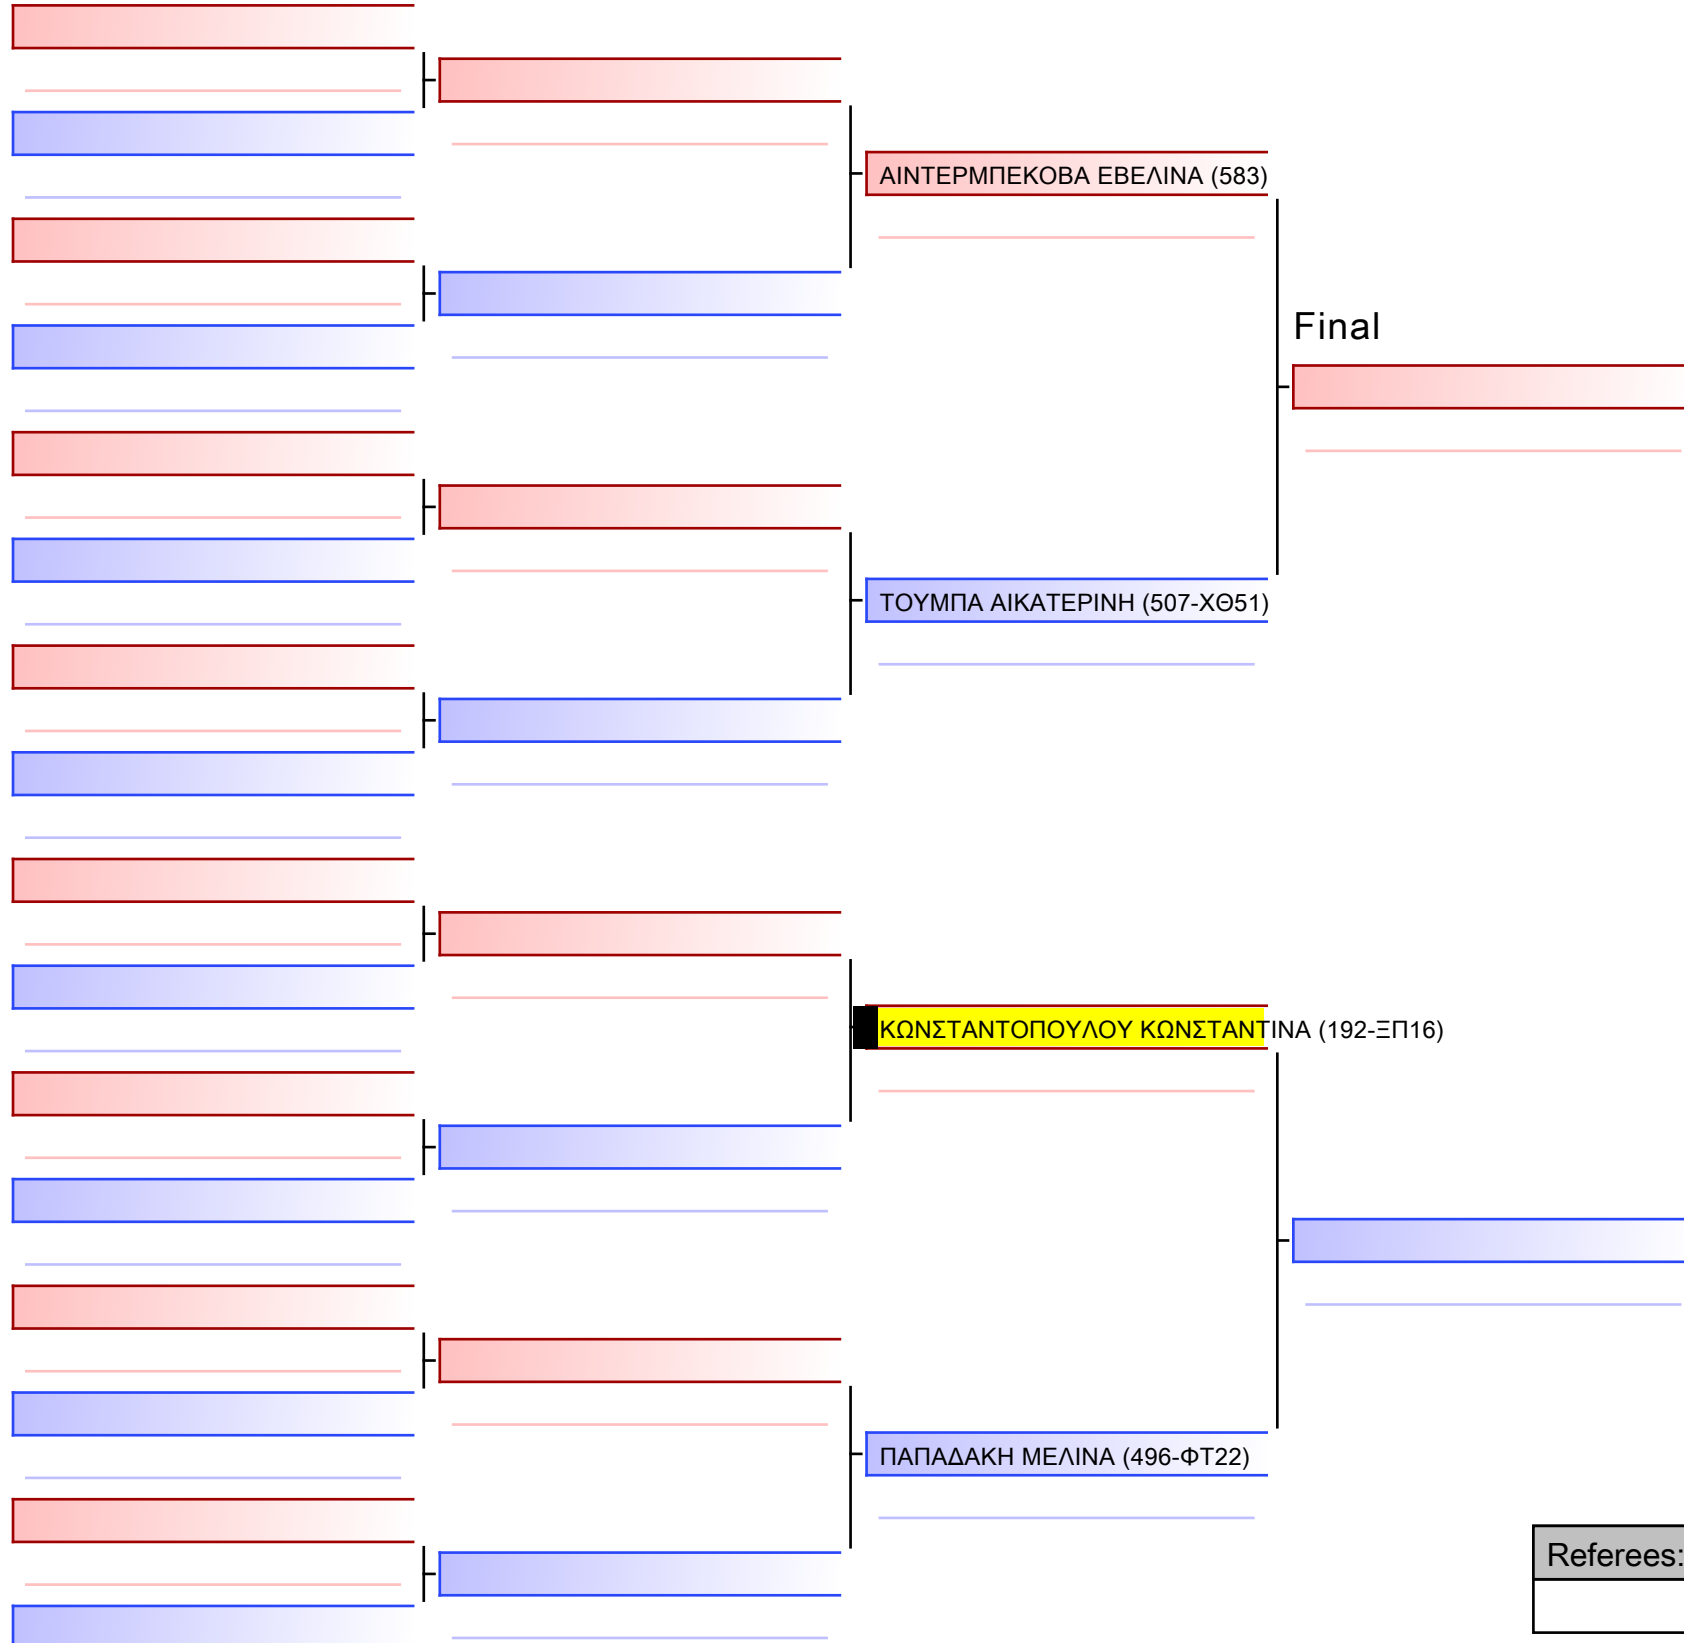 ΑΙΝΤΕΡΜΠΕΚΟΒΑ ΕΒΕΛΙΝΑ (583)
Final
ΤΟΥΜΠΑ ΑΙΚΑΤΕΡΙΝΗ (507-ΧΘ51)
ΚΩΝΣΤΑΝΤΟΠΟΥΛΟΥ ΚΩΝΣΤΑΝΤΙΝΑ (192-ΞΠ16)
ΠΑΠΑΔΑΚΗ ΜΕΛΙΝΑ (496-ΦΤ22)
Referees: